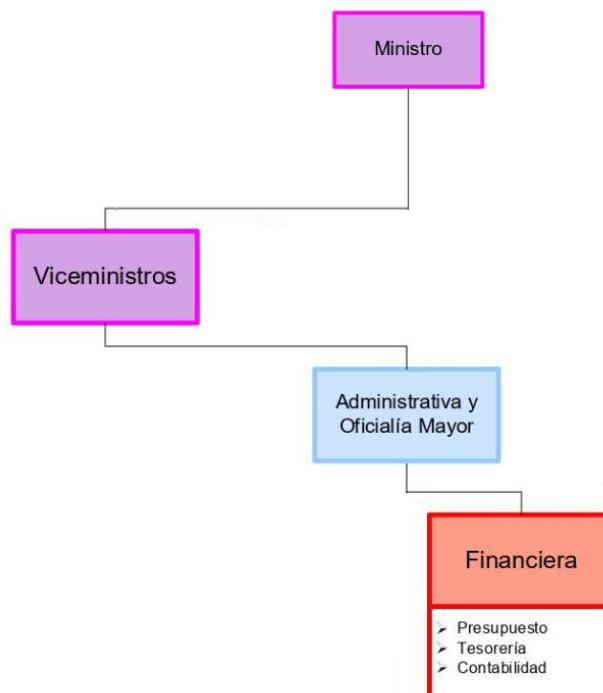 Ministro
Viceministros
Administrativa y
Oficialía Mayor
Financiera
➢ Presupuesto
➢ Tesorería
➢ Contabilidad